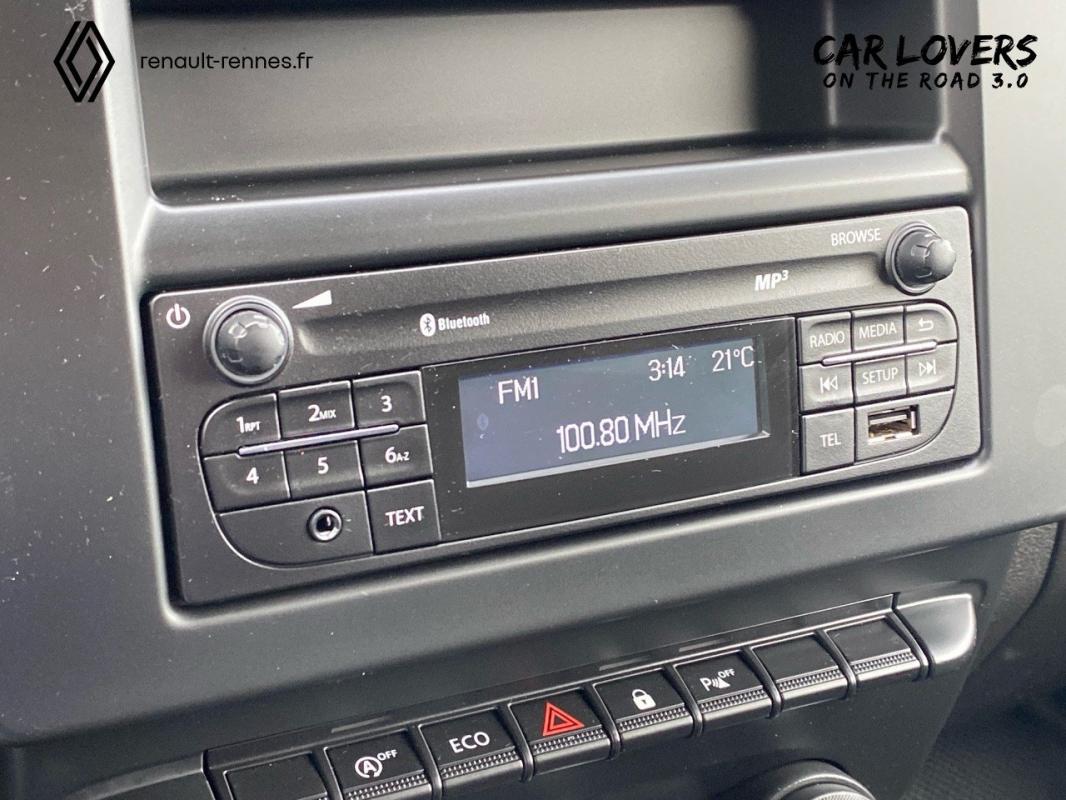 renault-rennes.fr
CAR LOVERS
ON THE ROAD 3.0
BROWSE
MP3
Bluetooth
RADIO MEDIA
SETUP
TEL
FM1 3:14 21°C
100.80 MHz
1RPT 2MIX 3
4 5 6A-Z
TEXT
A OFF ECO P OFF